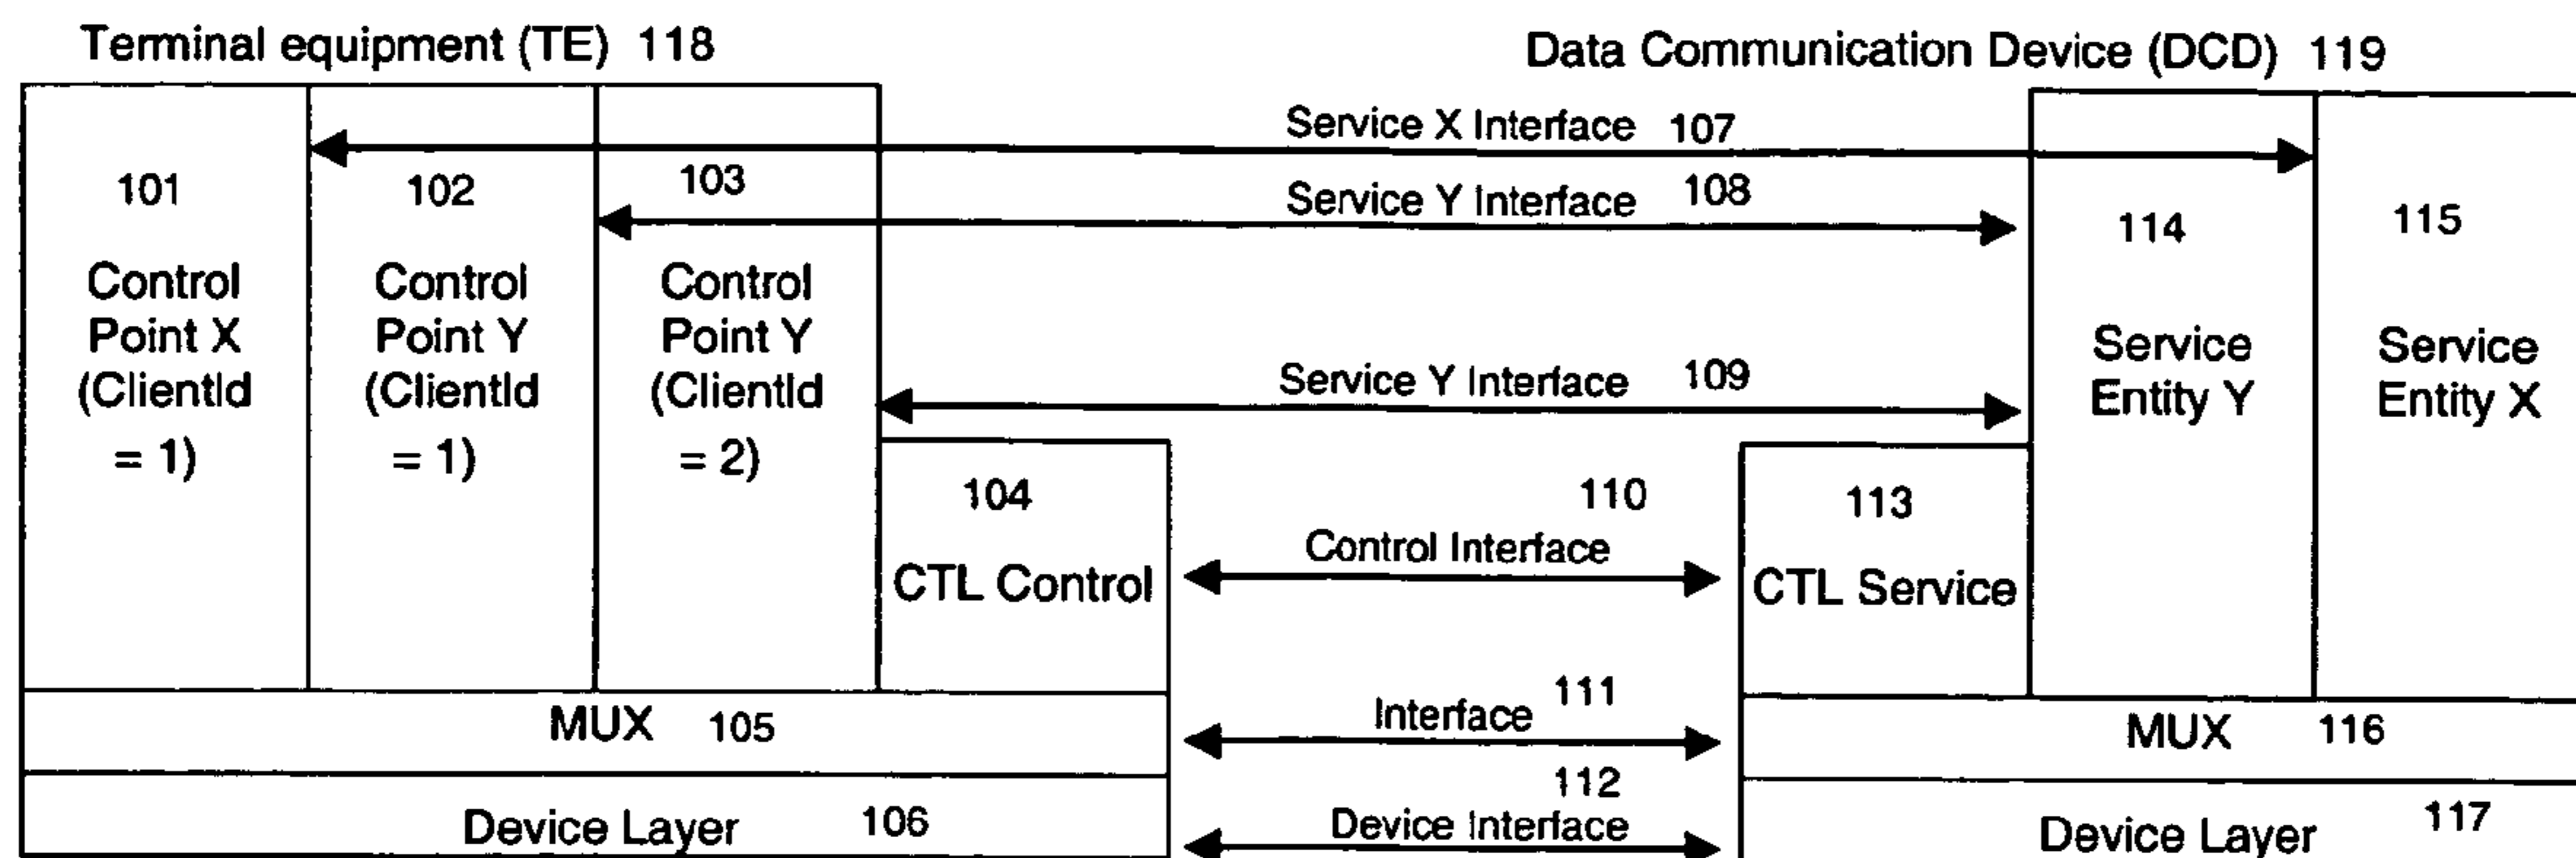 Terminal equipment (TE) 118
Data Communication Device (DCD) 119
Service X Interface 107
101
102
103
Service Y Interface 108
114
115
Control
Point X
(ClientId
= 1)
Control
Point Y
(ClientId
= 1)
Control
Point Y
(ClientId
= 2)
Service Y Interface 109
Service
Entity Y
Service
Entity X
104
CTL Control
110
Control Interface
113
CTL Service
MUX 105
111
Interface
MUX 116
Device Layer 106
112
Device Interface
Device Layer 117